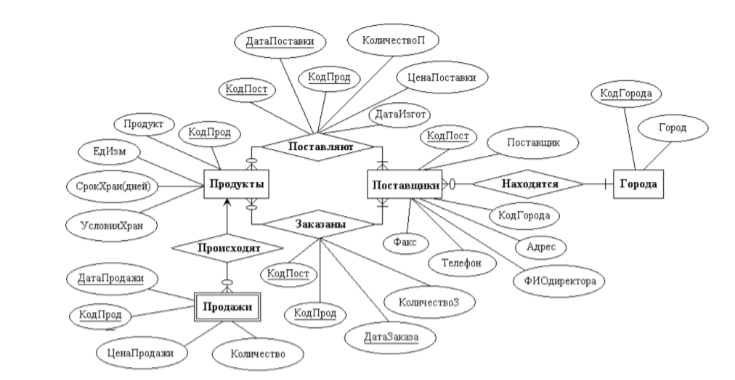 ДатаПоставки
КоличествоП
КодПост
КодПрод
ЦенаПоставки
ДатаИзгот
Поставляют
Продукт
КодПрод
ЕдИзм
СрокХран(дней)
УсловияХран
Продукты
КодПост
Поставщик
Поставщики
Находятся
КодГорода
Город
Города
КодГорода
Адрес
ФИОдиректора
Телефон
Факс
Заказаны
КодПост
КодПрод
ДатаЗаказа
КоличествоЗ
Происходят
ДатаПродажи
КодПрод
ЦенаПродажи
Количество
Продажи